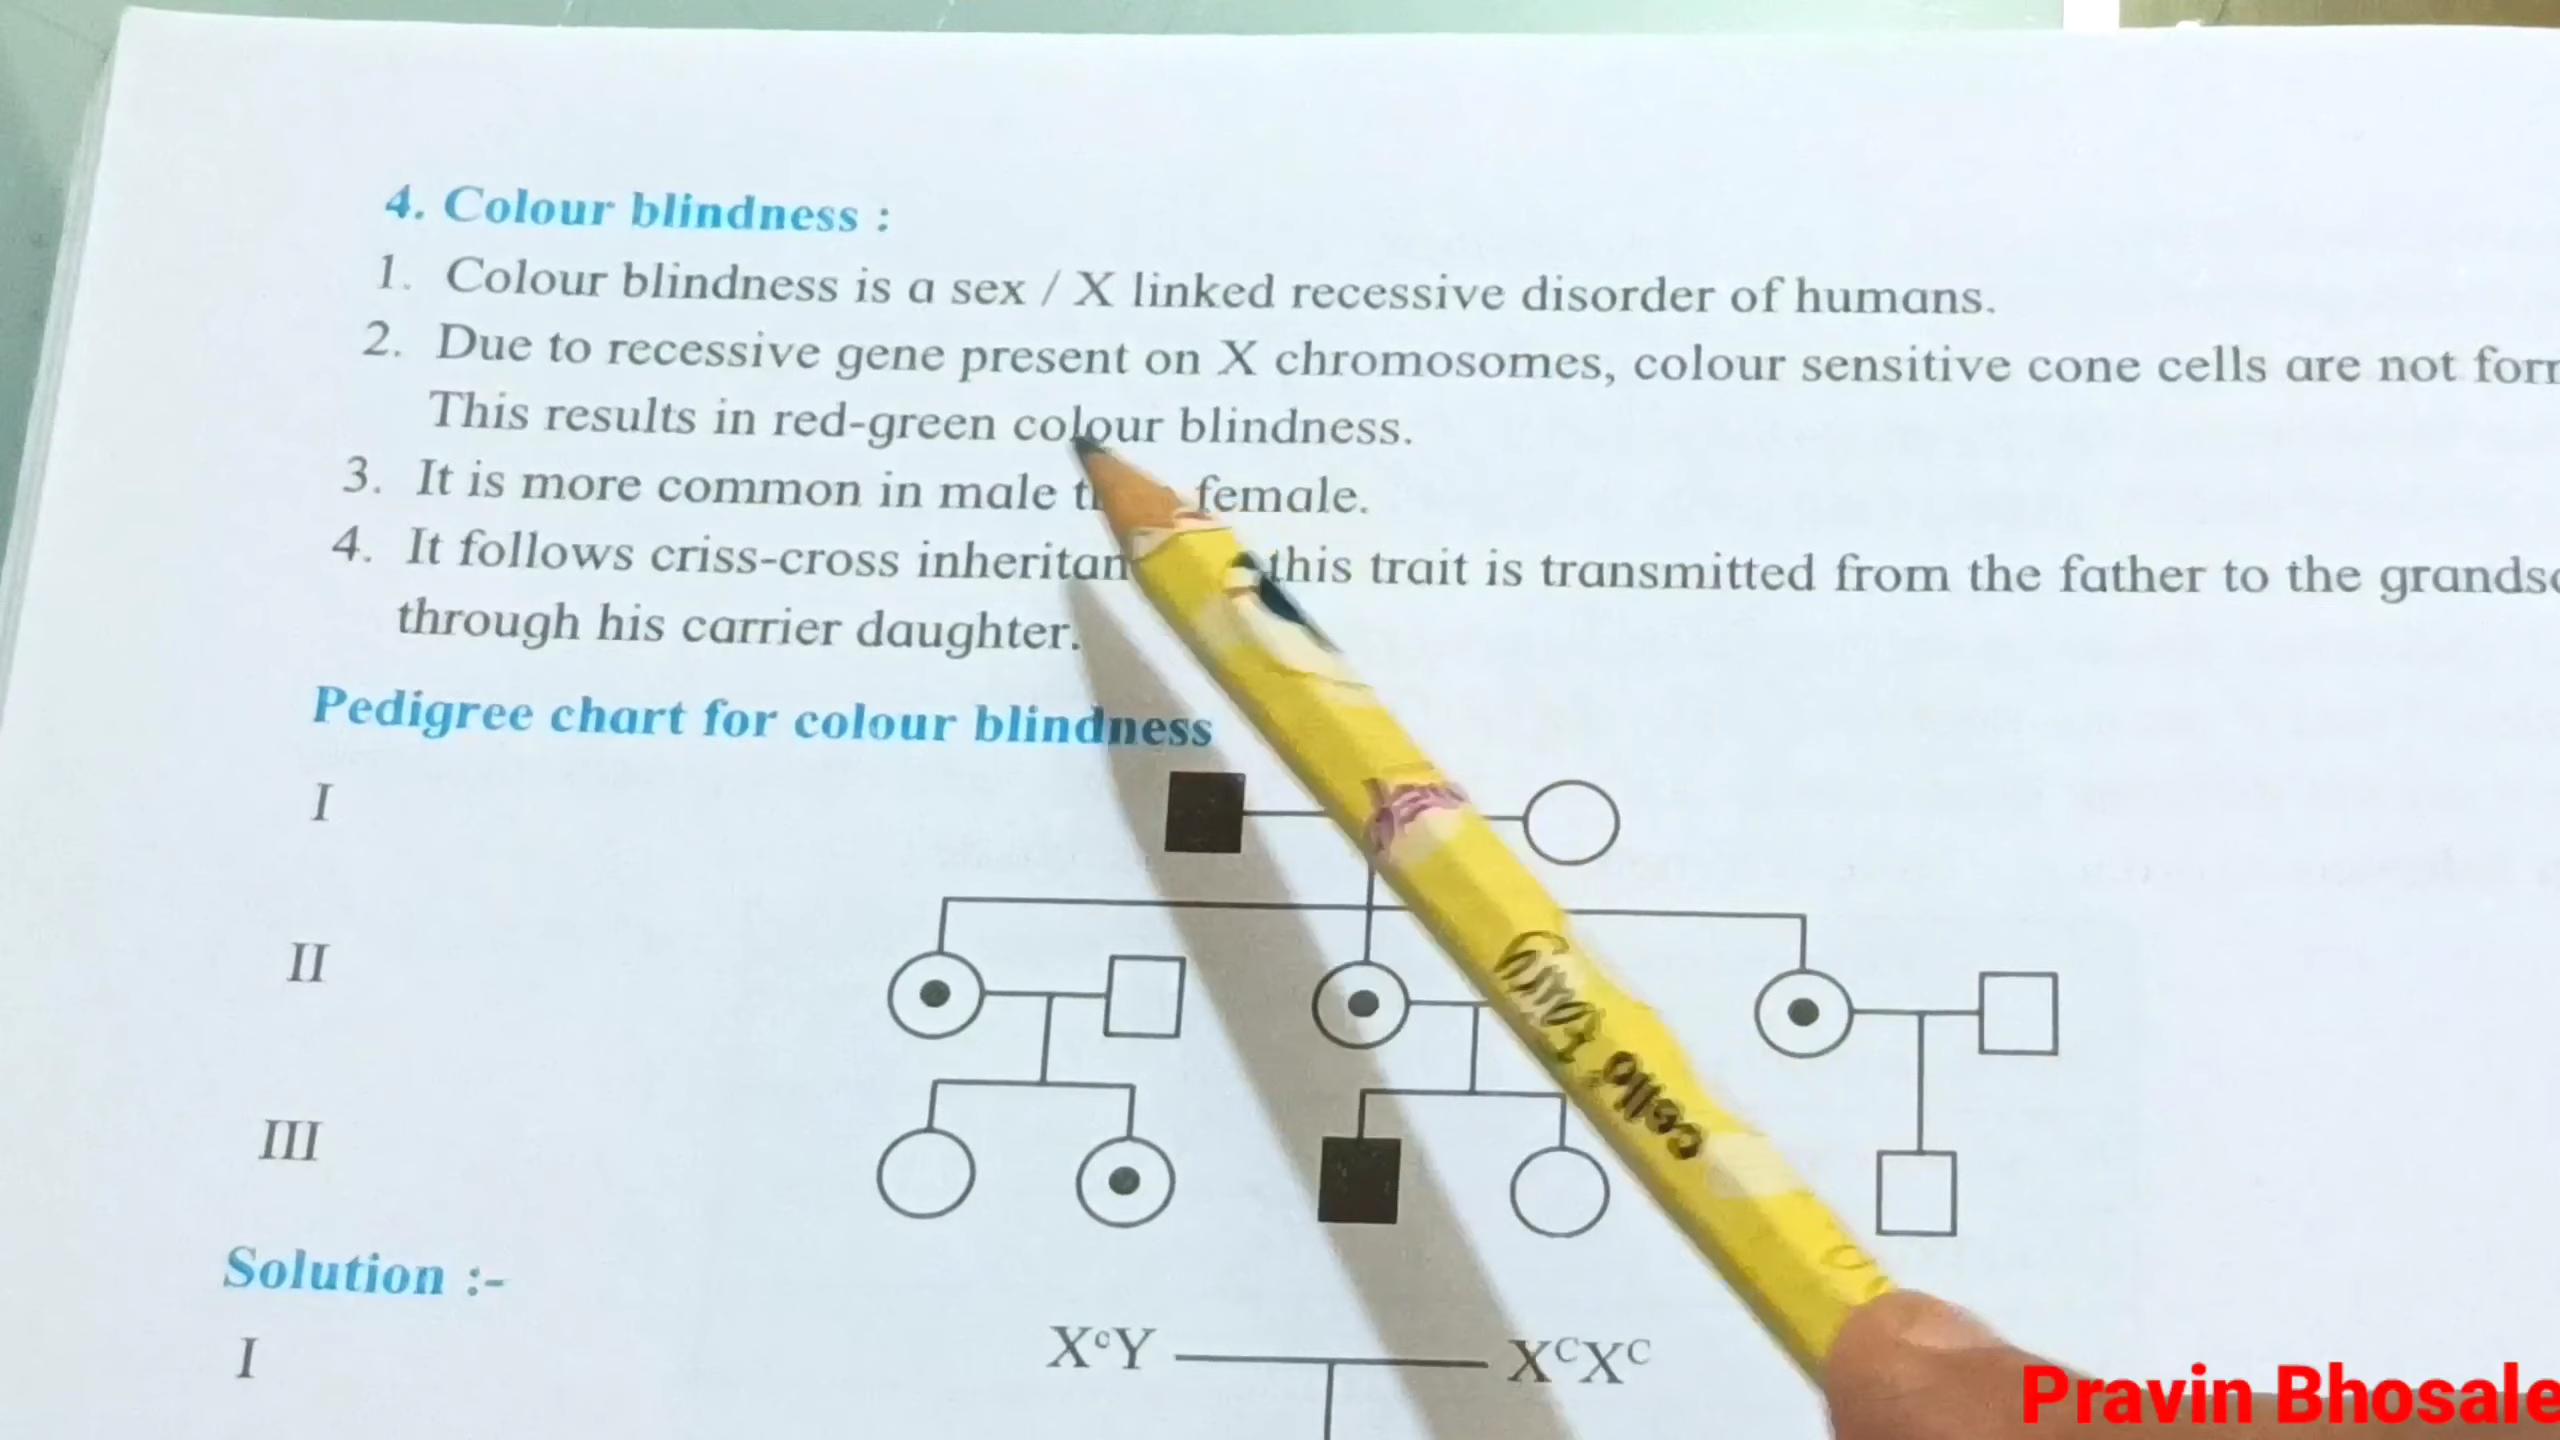 4. Colour blindness :
1. Colour blindness is a sex / X linked recessive disorder of humans.
2. Due to recessive gene present on X chromosomes, colour sensitive cone cells are not
This results in red-green colour blindness.
3. It is more common in male female.
4. It follows criss-cross this trait is transmitted from the father to the
through his carrier daughter.
Pedigree chart for colour blindness
I
II
III
cello
Solution :-
I XᶜY XᶜXᶜ
Pravin Bhosale